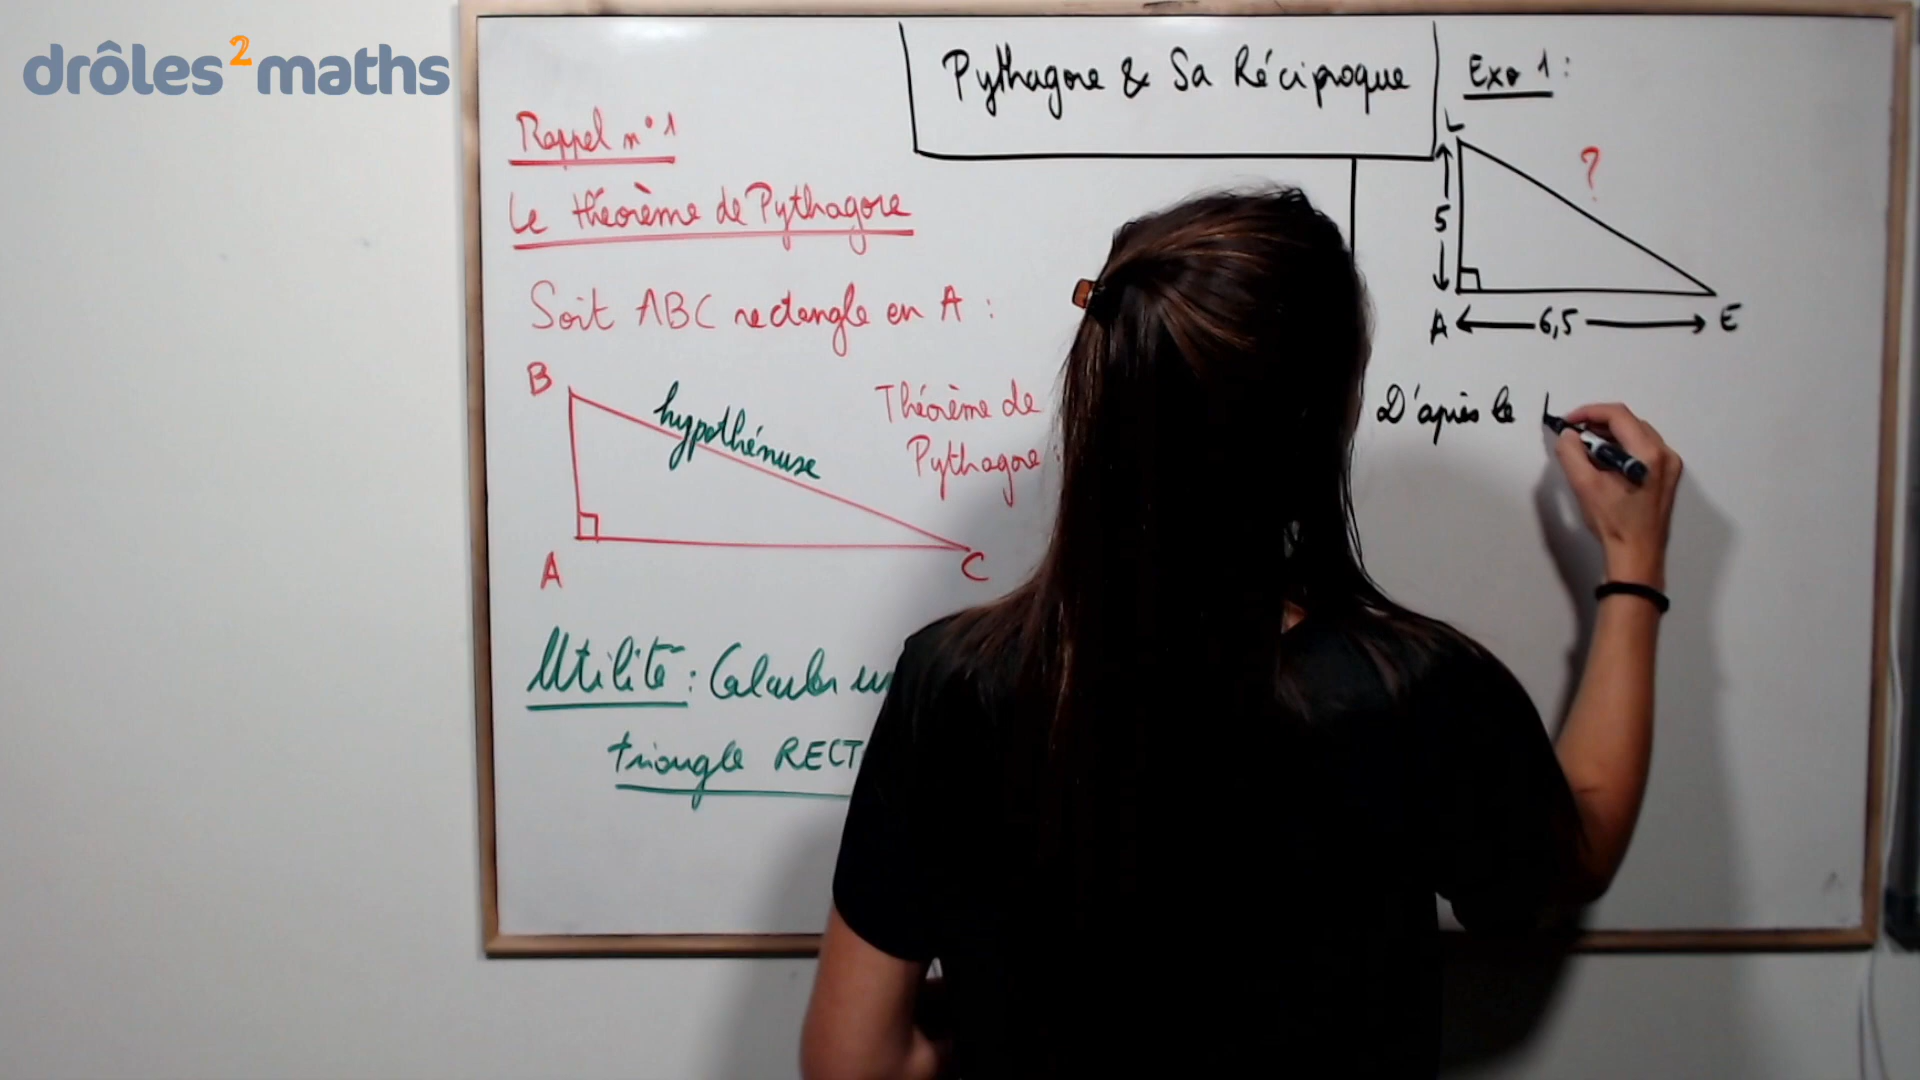 drôles²maths
Pythagore & Sa Réciproque
Rappel n°1
Le théorème de Pythagore
Soit ABC rectangle en A :
B
hypothénuse
A
C
Théorème de
Pythagore :
Utilité : Calculer
triangle
Exo 1 :
L
?
5
A
6,5
E
D'après le